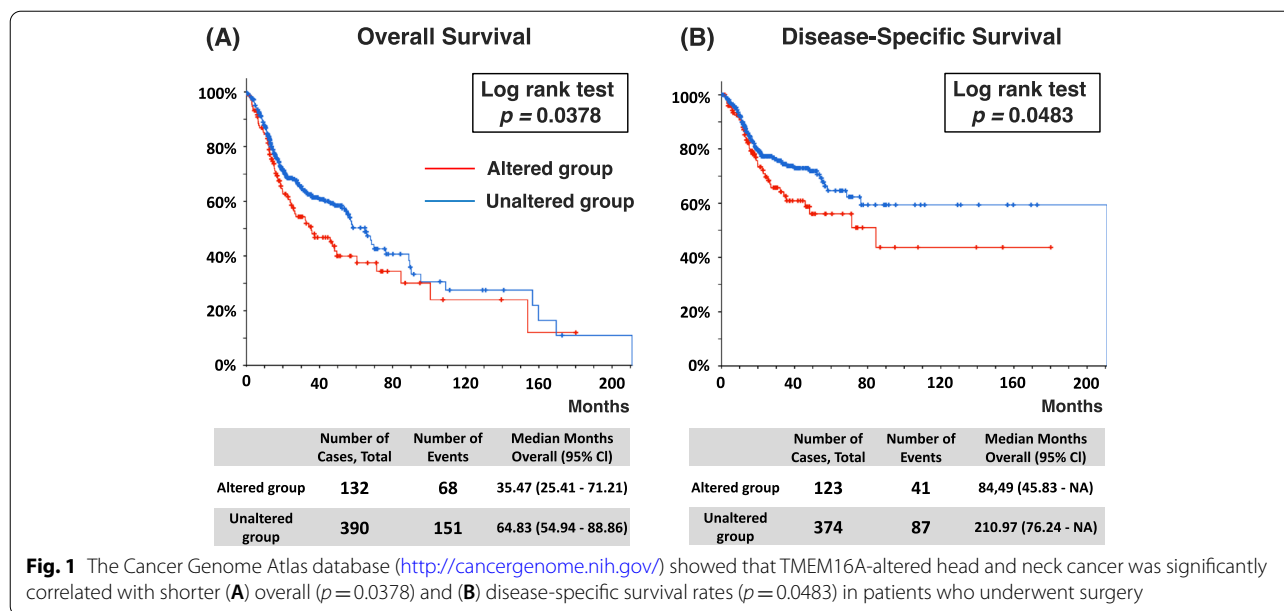 (A) Overall Survival
Log rank test
p = 0.0378
Altered group
Unaltered group
100%
80%
60%
40%
20%
0%
0 40 80 120 160 200
Months
Number of Cases, Total Number of Events Median Months Overall (95% Cl)
Altered group 132 68 35.47 (25.41 - 71.21)
Unaltered group 390 151 64.83 (54.94 - 88.86)
(B) Disease-Specific Survival
Log rank test
p = 0.0483
100%
80%
60%
40%
20%
0%
0 40 80 120 160 200
Months
Number of Cases, Total Number of Events Median Months Overall (95% Cl)
Altered group 123 41 84,49 (45.83 - NA)
Unaltered group 374 87 210.97 (76.24 - NA)
Fig. 1 The Cancer Genome Atlas database (http://cancergenome.nih.gov/) showed that TMEM16A-altered head and neck cancer was significantly
correlated with shorter (A) overall (p = 0.0378) and (B) disease-specific survival rates (p = 0.0483) in patients who underwent surgery